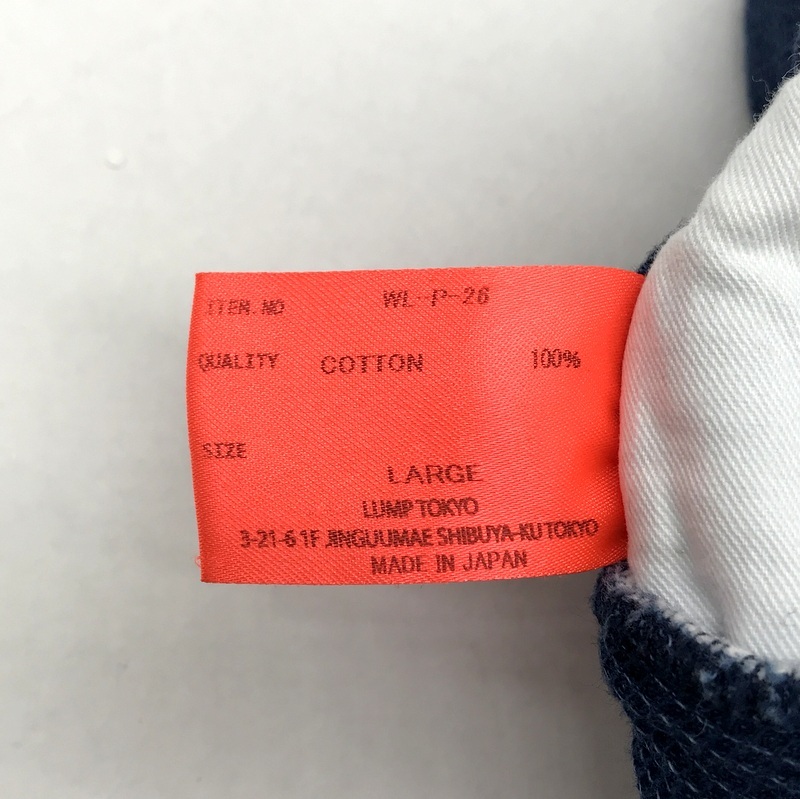 ITEM.NO WL-P-26
QUALITY COTTON 100%
SIZE
LARGE
LUMP TOKYO
3-21-6 1F JINGUUMAE SHIBUYA-KU TOKYO
MADE IN JAPAN